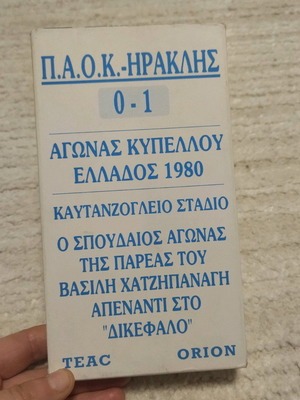 Π.Α.Ο.Κ.-ΗΡΑΚΛΗΣ
0 - 1
ΑΓΩΝΑΣ ΚΥΠΕΛΛΟΥ
ΕΛΛΑΔΟΣ 1980
ΚΑΥΤΑΝΖΟΓΛΕΙΟ ΣΤΑΔΙΟ
Ο ΣΠΟΥΔΑΙΟΣ ΑΓΩΝΑΣ
ΤΗΣ ΠΑΡΕΑΣ ΤΟΥ
ΒΑΣΙΛΗ ΧΑΤΖΗΠΑΝΑΓΗ
ΑΠΕΝΑΝΤΙ ΣΤΟ
"ΔΙΚΕΦΑΛΟ"
TEAC ORION